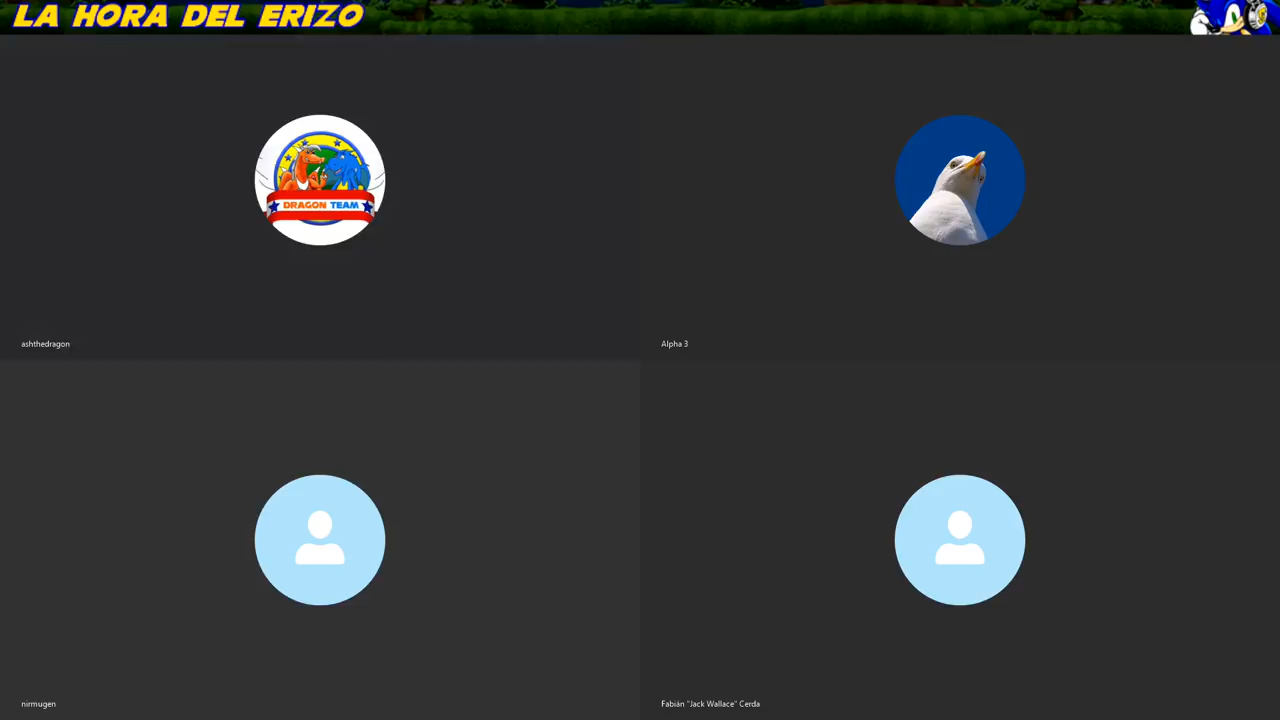 LA HORA DEL ERIZO
DRAGON TEAM
ashthedragon
Alpha 3
nirmugen
Fabián "Jack Wallace" Cerda